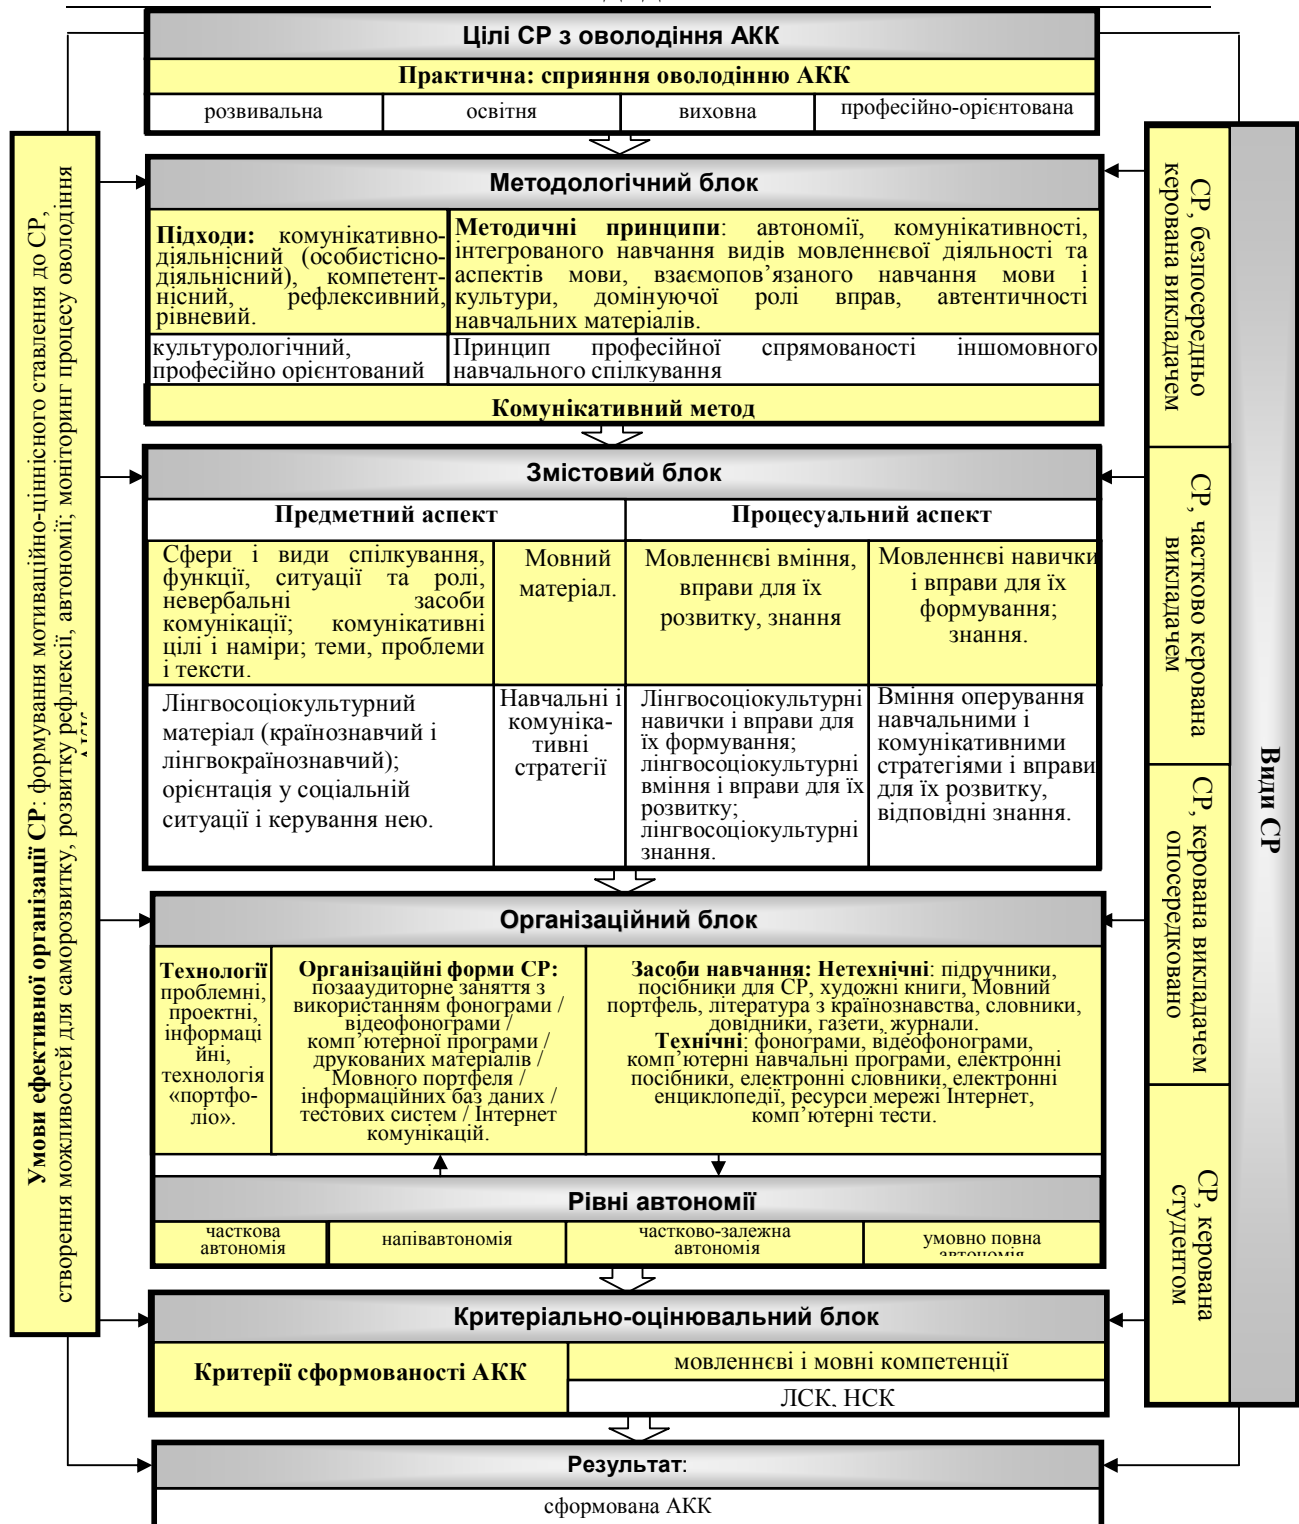 Цілі СР з оволодіння АКК
Практична: сприяння оволодінню АКК
розвивальна
освітня
виховна
професійно-орієнтована
Умови ефективної організації СР: формування мотиваційно-ціннісного ставлення до СР,
створення можливостей для саморозвитку, розвитку рефлексії, автономії; моніторинг процесу оволодіння
Методологічний блок
Підходи: комунікативно-
діяльнісний (особистісно-
діяльнісний), компетент-
нісний, рефлексивний,
рівневий.
Методичні принципи: автономії, комунікативності,
інтегрованого навчання видів мовленнєвої діяльності та
аспектів мови, взаємопов’язаного навчання мови і
культури, домінуючої ролі вправ, автентичності
навчальних матеріалів.
культурологічний,
професійно орієнтований
Принцип професійної спрямованості іншомовного
навчального спілкування
Комунікативний метод
Змістовий блок
Предметний аспект
Процесуальний аспект
Сфери і види спілкування,
функції, ситуації та ролі,
невербальні засоби
комунікації; комунікативні
цілі і наміри; теми, проблеми
і тексти.
Мовний
матеріал.
Мовленнєві вміння,
вправи для їх
розвитку, знання
Мовленнєві навички
і вправи для їх
формування;
знання.
Лінгвосоціокультурний
матеріал (країнознавчий і
лінгвокраїнознавчий);
орієнтація у соціальній
ситуації і керування нею.
Навчальні і
комуніка-
тивні
стратегії
Лінгвосоціокультурні
навички і вправи для
їх формування;
лінгвосоціокультурні
вміння і вправи для їх
розвитку;
лінгвосоціокультурні
знання.
Вміння оперування
навчальними і
комунікативними
стратегіями і вправи
для їх розвитку,
відповідні знання.
Організаційний блок
Технології
проблемні,
проектні,
інформаці
йні,
технологія
«портфо-
ліо».
Організаційні форми СР:
позааудиторне заняття з
використанням фонограми /
відеофонограми /
комп’ютерної програми /
друкованих матеріалів /
Мовного портфеля /
інформаційних баз даних /
тестових систем / Інтернет
комунікацій.
Засоби навчання: Нетехнічні: підручники,
посібники для СР, художні книги, Мовний
портфель, література з країнознавства, словники,
довідники, газети, журнали.
Технічні: фонограми, відеофонограми,
комп’ютерні навчальні програми, електронні
посібники, електронні словники, електронні
енциклопедії, ресурси мережі Інтернет,
комп’ютерні тести.
Рівні автономії
часткова
автономія
напівавтономія
частково-залежна
автономія
умовно повна
автономія
Критеріально-оцінювальний блок
Критерії сформованості АКК
мовленнєві і мовні компетенції
ЛСК, НСК
Результат:
сформована АКК
СР, безпосередньо
керована викладачем
СР, частково керована
викладачем
СР, керована викладачем
опосередковано
СР, керована
студентом
Види СР